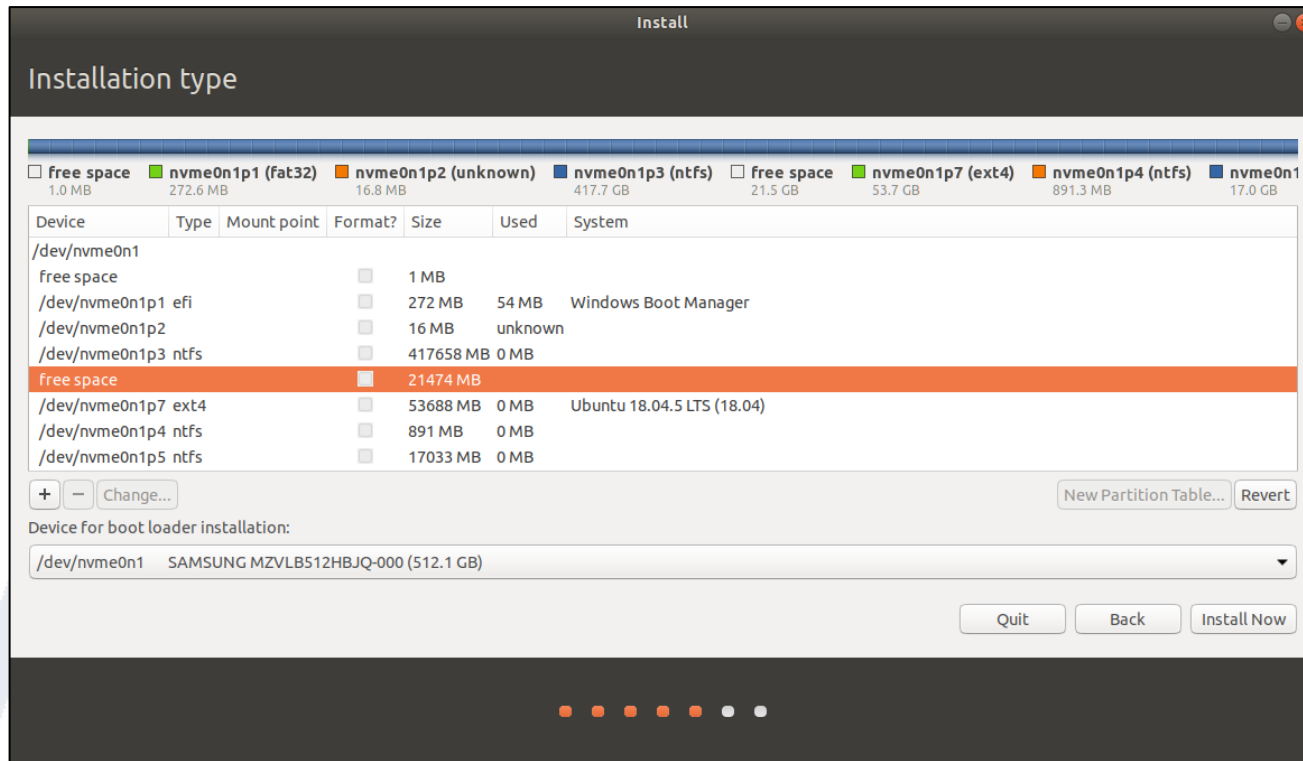 Install
Installation type
free space nvme0n1p1 (fat32) nvme0n1p2 (unknown) nvme0n1p3 (ntfs) free space nvme0n1p7 (ext4) nvme0n1p4 (ntfs) nvme0n1
1.0 MB 272.6 MB 16.8 MB 417.7 GB 21.5 GB 53.7 GB 891.3 MB 17.0 GB
Device Type Mount point Format? Size Used System
/dev/nvme0n1
free space 1 MB
/dev/nvme0n1p1 efi 272 MB 54 MB Windows Boot Manager
/dev/nvme0n1p2 16 MB unknown
/dev/nvme0n1p3 ntfs 417658 MB 0 MB
free space 21474 MB
/dev/nvme0n1p7 ext4 53688 MB 0 MB Ubuntu 18.04.5 LTS (18.04)
/dev/nvme0n1p4 ntfs 891 MB 0 MB
/dev/nvme0n1p5 ntfs 17033 MB 0 MB
+ − Change... New Partition Table... Revert
Device for boot loader installation:
/dev/nvme0n1 SAMSUNG MZVLB512HBJQ-000 (512.1 GB)
Quit Back Install Now